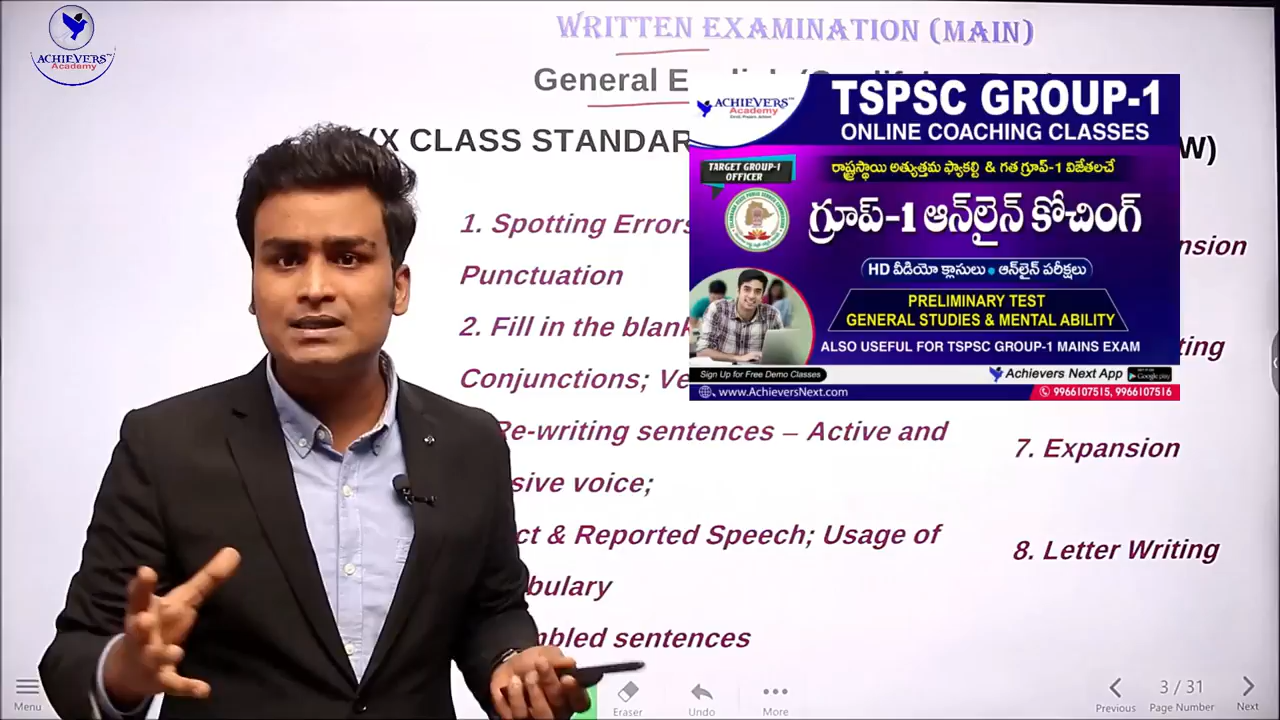 ACHIEVERS™
Academy
WRITTEN EXAMINATION (MAIN)
General
X CLASS STANDAR
W)
1. Spotting Errors
Punctuation
2. Fill in the blank
Conjunctions;
Re-writing sentences – Active and
sive voice;
ct & Reported Speech; Usage of
bulary
bled sentences
nsion
ting
7. Expansion
8. Letter Writing
ACHIEVERS™
Academy
TSPSC GROUP-1
ONLINE COACHING CLASSES
TARGET GROUP-1
OFFICER
రాష్ట్రస్థాయి అత్యుత్తమ ఫ్యాకల్టీ & గత గ్రూప్-1 విజేతలచే
గ్రూప్-1 ఆన్‌లైన్ కోచింగ్
HD వీడియో క్లాసులు • ఆన్‌లైన్ పరీక్షలు
PRELIMINARY TEST
GENERAL STUDIES & MENTAL ABILITY
ALSO USEFUL FOR TSPSC GROUP-1 MAINS EXAM
Sign Up for Free Demo Classes
Achievers Next App
Google play
www.AchieversNext.com
9966107515, 9966107516
Menu
Eraser
Undo
More
Previous
3 / 31
Page Number
Next